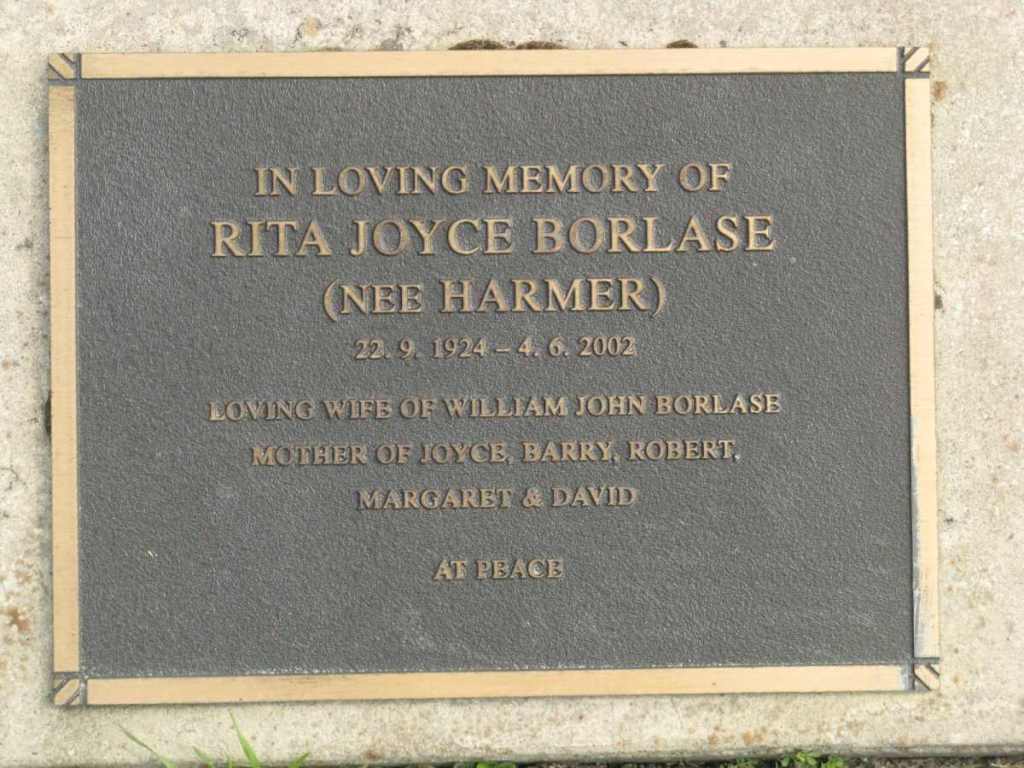 IN LOVING MEMORY OF
RITA JOYCE BORLASE
(NEE HARMER)
22. 9. 1924 – 4. 6. 2002
LOVING WIFE OF WILLIAM JOHN BORLASE
MOTHER OF JOYCE, BARRY, ROBERT,
MARGARET & DAVID
AT PEACE